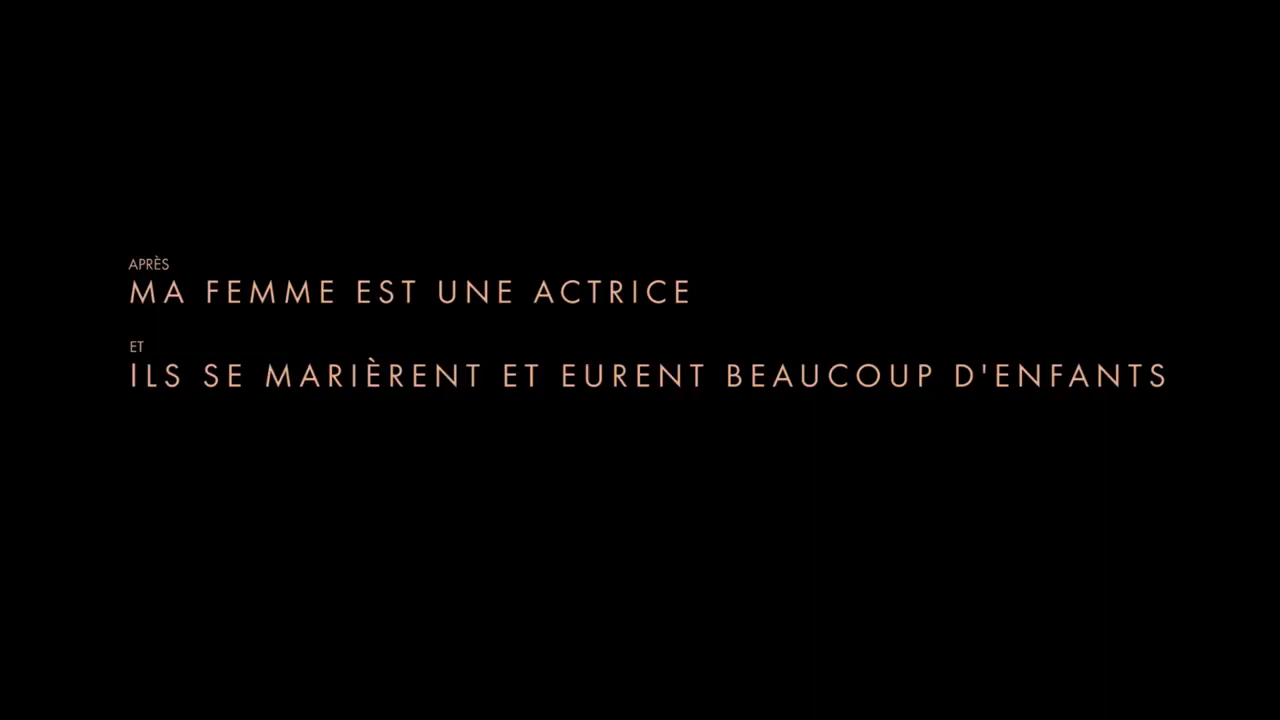 APRÈS
MA FEMME EST UNE ACTRICE
ET
ILS SE MARIÈRENT ET EURENT BEAUCOUP D'ENFANTS